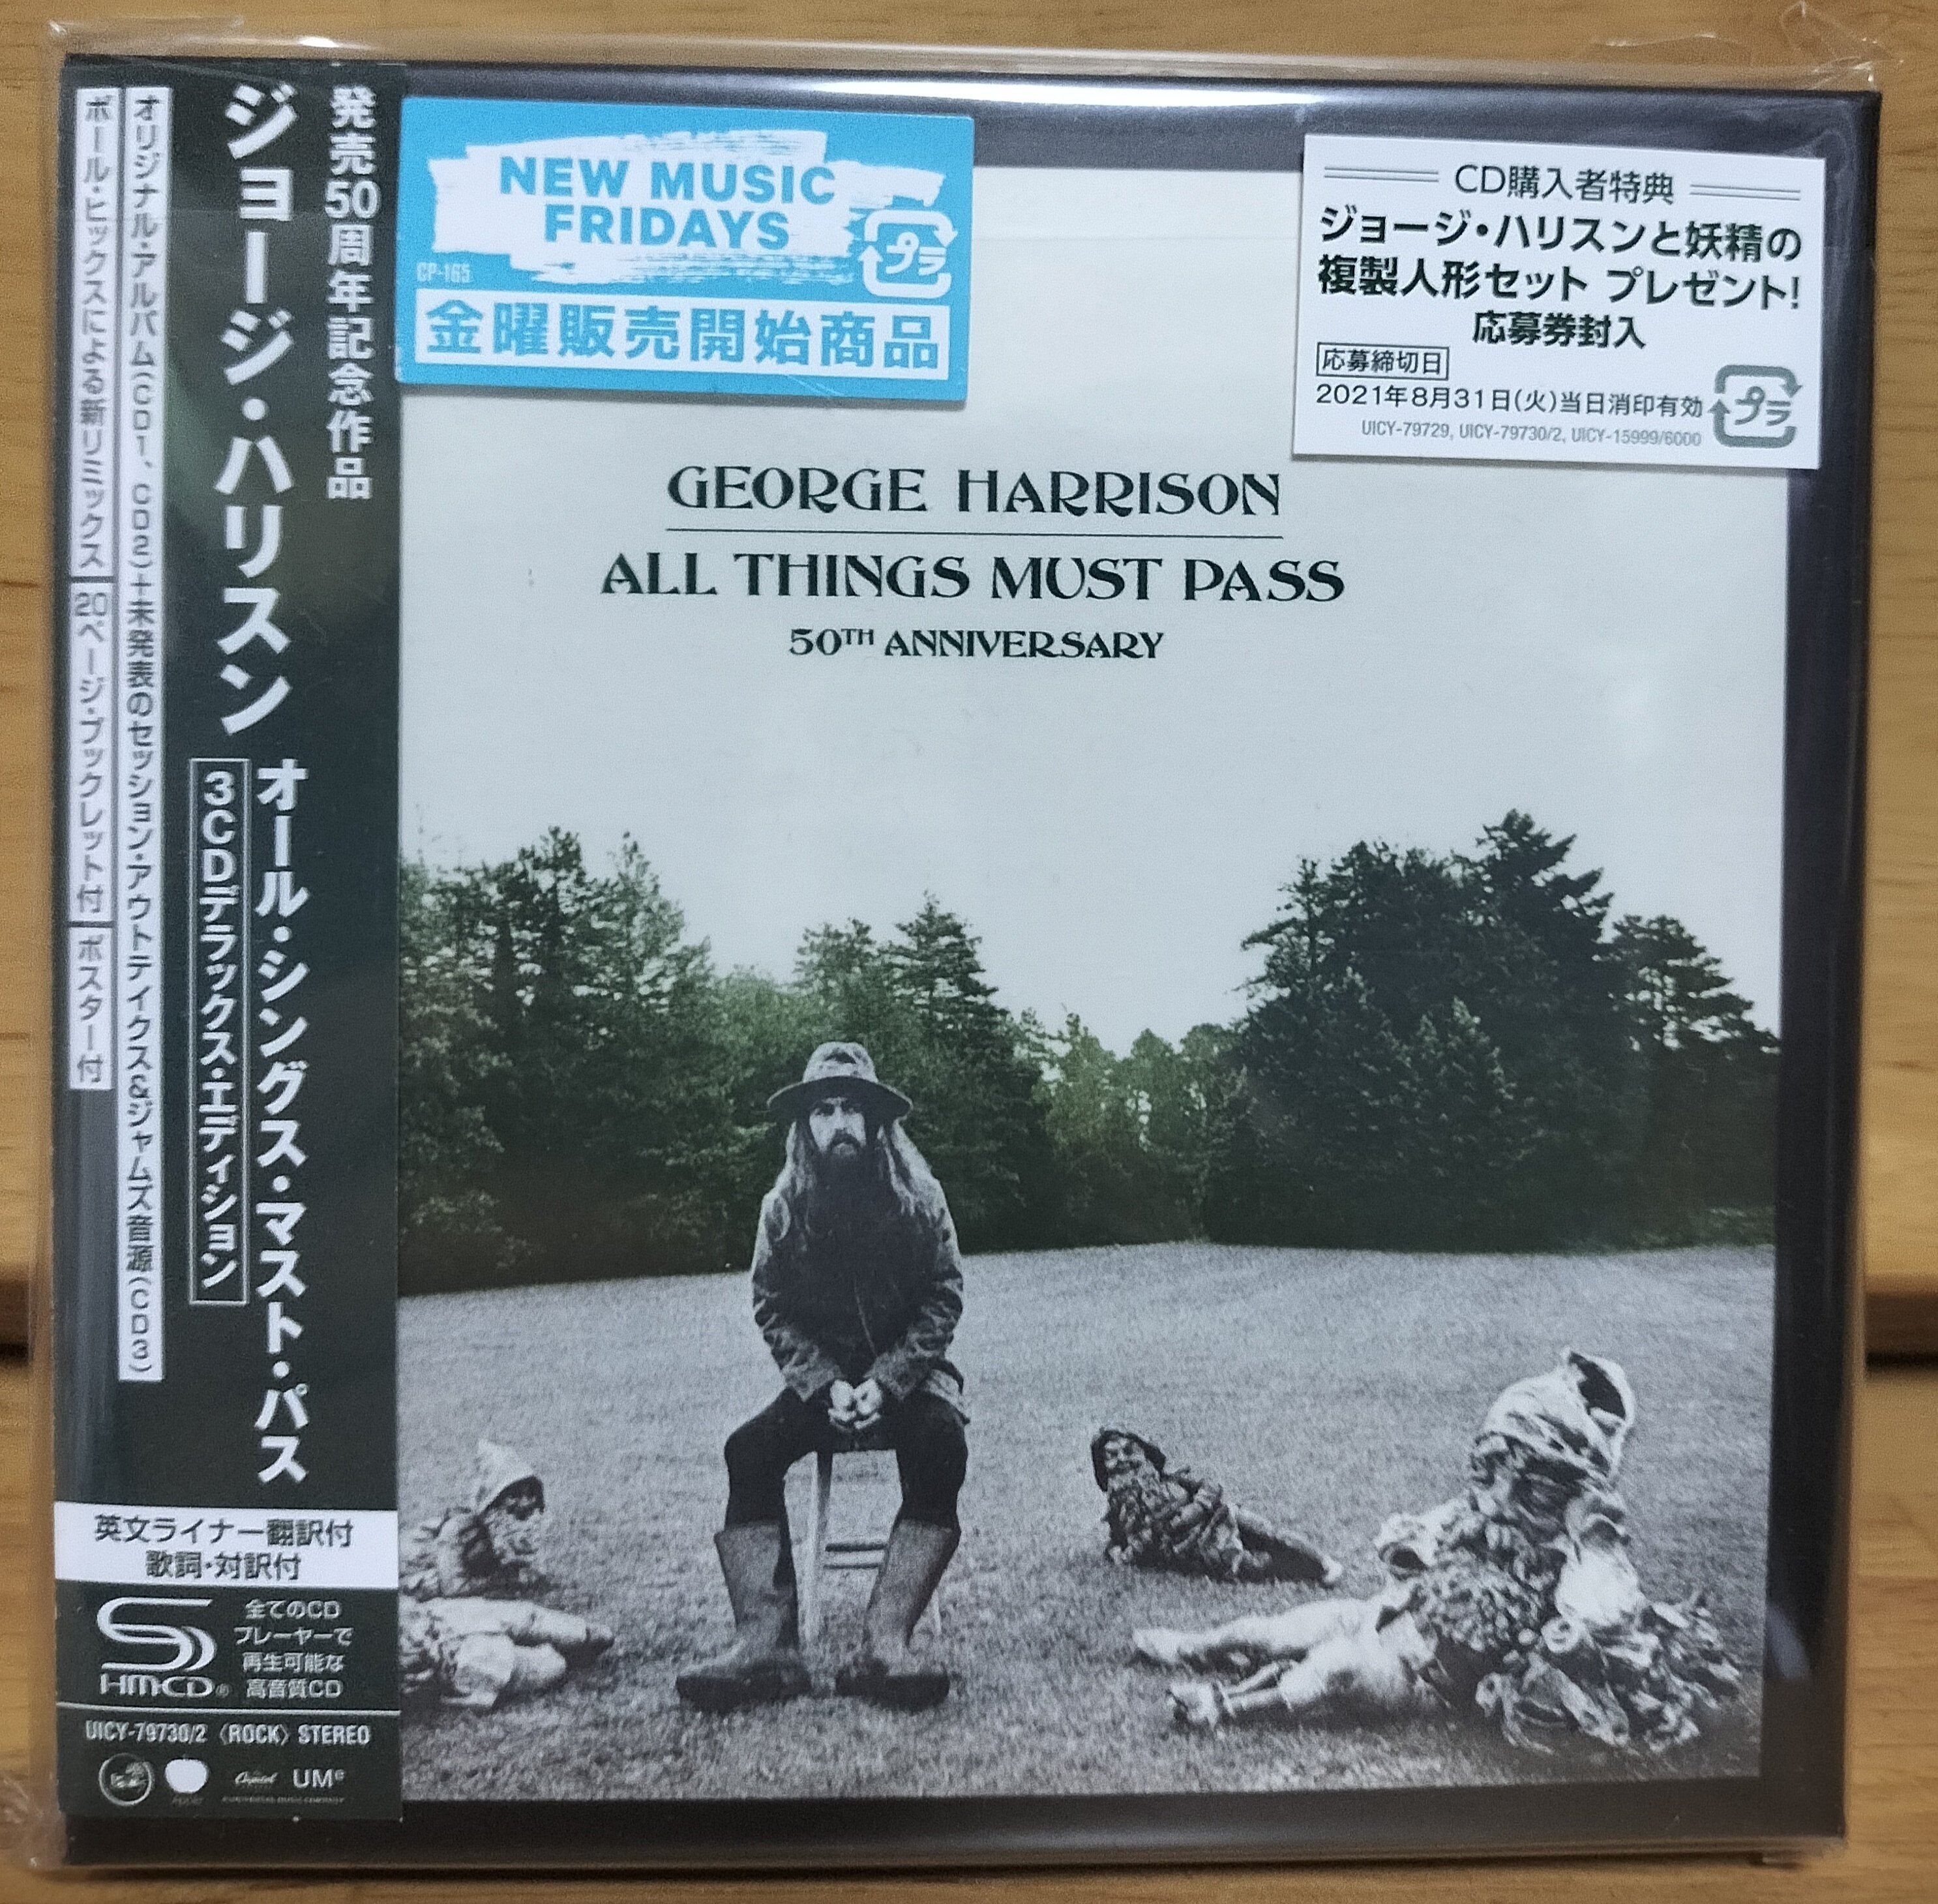 発売50周年記念作品
ジョージ・ハリスン
オール・シングス・マスト・パス
3CDデラックス・エディション
オリジナル・アルバム(CD1、CD2)+未発表のセッション・アウトテイクス&ジャムズ音源(CD3)
ポール・ヒックスによる新リミックス
20ページ・ブックレット付
ポスター付
英文ライナー翻訳付
歌詞・対訳付
HM-CD®
全てのCD
プレーヤーで
再生可能な
高音質CD
UICY-79730/2 〈ROCK〉 STEREO
Apple
Capitol
UMe
NEW MUSIC
FRIDAYS
CP-165
プラ
金曜販売開始商品
CD購入者特典
ジョージ・ハリスンと妖精の
複製人形セット プレゼント!
応募券封入
応募締切日
2021年8月31日(火)当日消印有効
UICY-79729, UICY-79730/2, UICY-15999/6000
プラ
GEORGE HARRISON
ALL THINGS MUST PASS
50TH ANNIVERSARY